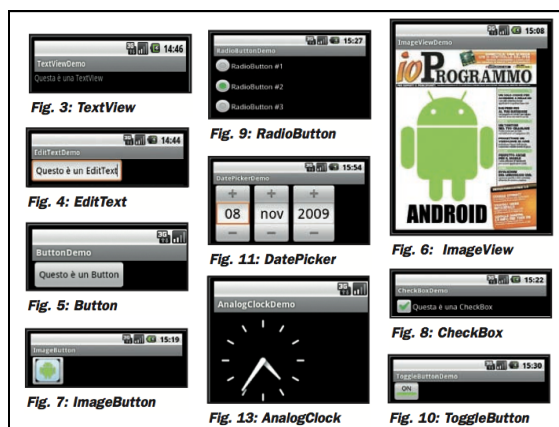 14:46
TextViewDemo
Questa è una TextView
Fig. 3: TextView
14:44
EditTextDemo
Questo è un EditText
Fig. 4: EditText
ButtonDemo
Questo è un Button
Fig. 5: Button
15:19
ImageButton
Fig. 7: ImageButton
15:27
RadioButtonDemo
RadioButton #1
RadioButton #2
RadioButton #3
Fig. 9: RadioButton
15:54
DatePickerDemo
+ + +
08 nov 2009
− − −
Fig. 11: DatePicker
AnalogClockDemo
Fig. 13: AnalogClock
15:08
ImageViewDemo
ioPROGRAMMO
ANDROID
Fig. 6: ImageView
15:22
CheckBoxDemo
Questa è una CheckBox
Fig. 8: CheckBox
15:30
ToggleButtonDemo
ON
Fig. 10: ToggleButton